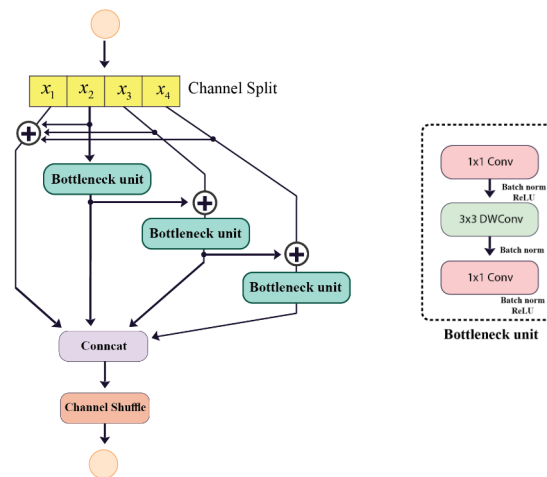 x1 x2 x3 x4
Channel Split
Bottleneck unit
Bottleneck unit
Bottleneck unit
Conncat
Channel Shuffle
1x1 Conv
Batch norm
ReLU
3x3 DWConv
Batch norm
1x1 Conv
Batch norm
ReLU
Bottleneck unit